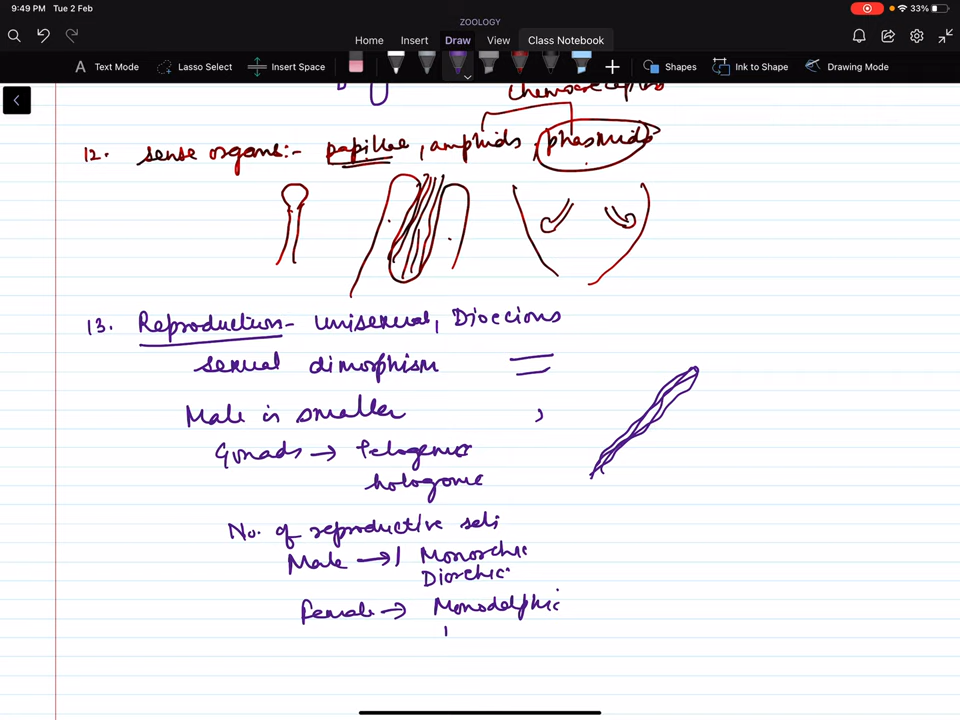 9:49 PM Tue 2 Feb
33%
ZOOLOGY
Home Insert Draw View Class Notebook
Text Mode Lasso Select Insert Space Shapes Ink to Shape Drawing Mode
12. sense organs:- papillae, amphids, phasmids
13. Reproduction- Unisexual, Dioecious
sexual dimorphism
Male is smaller
Gonads → telogonic
hologonic
No. of reproductive sets
Male → 1 Monorchic
Diorchic
Female → Monodelphic